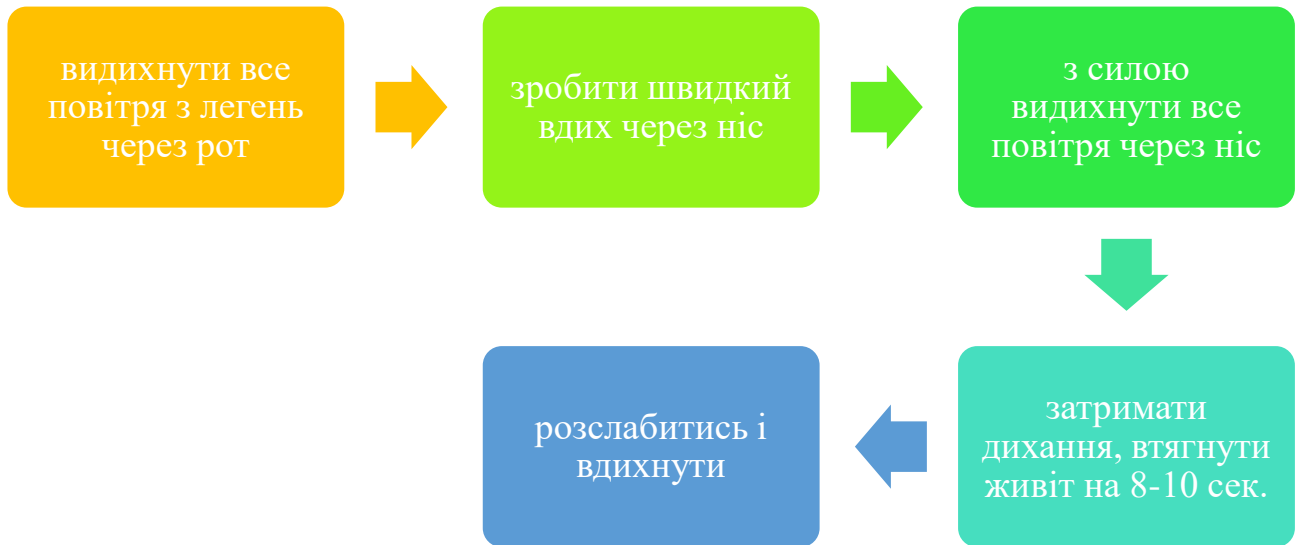 видихнути все
повітря з легень
через рот
зробити швидкий
вдих через ніс
з силою
видихнути все
повітря через ніс
затримати
дихання, втягнути
живіт на 8-10 сек.
розслабитись і
вдихнути